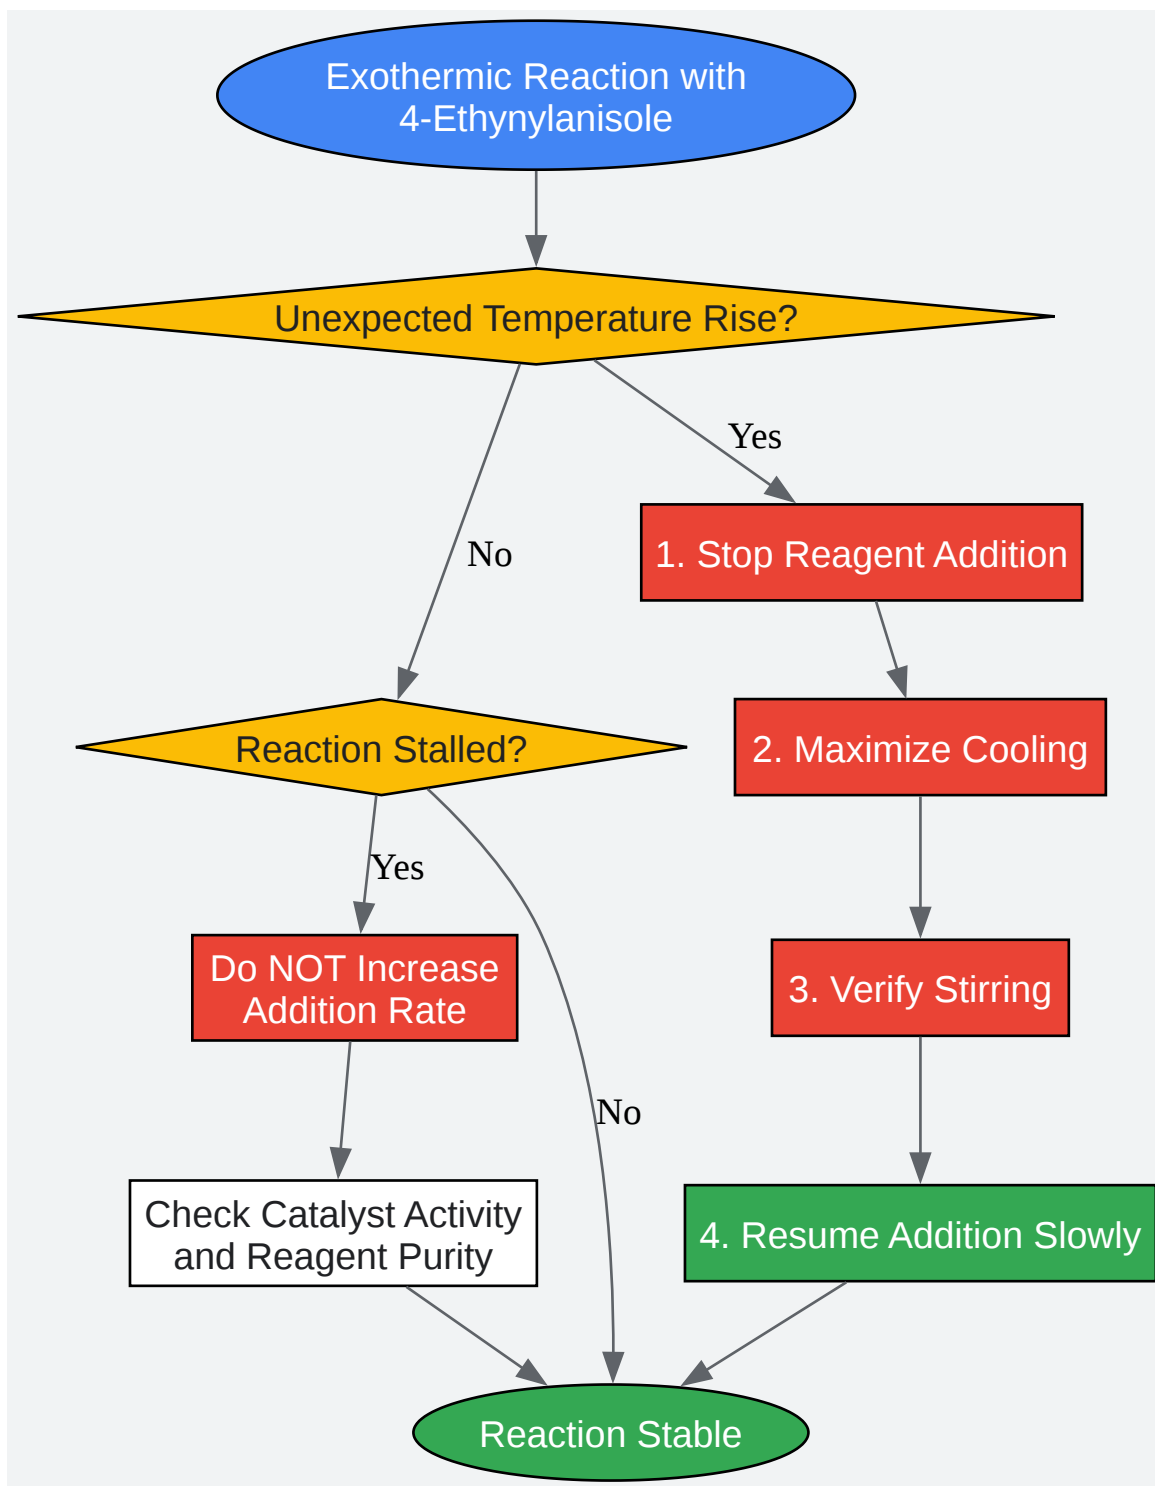 Exothermic Reaction with
4-Ethynylanisole
Unexpected Temperature Rise?
Yes
1. Stop Reagent Addition
No
2. Maximize Cooling
Reaction Stalled?
Yes
Do NOT Increase
Addition Rate
3. Verify Stirring
No
Check Catalyst Activity
and Reagent Purity
4. Resume Addition Slowly
Reaction Stable